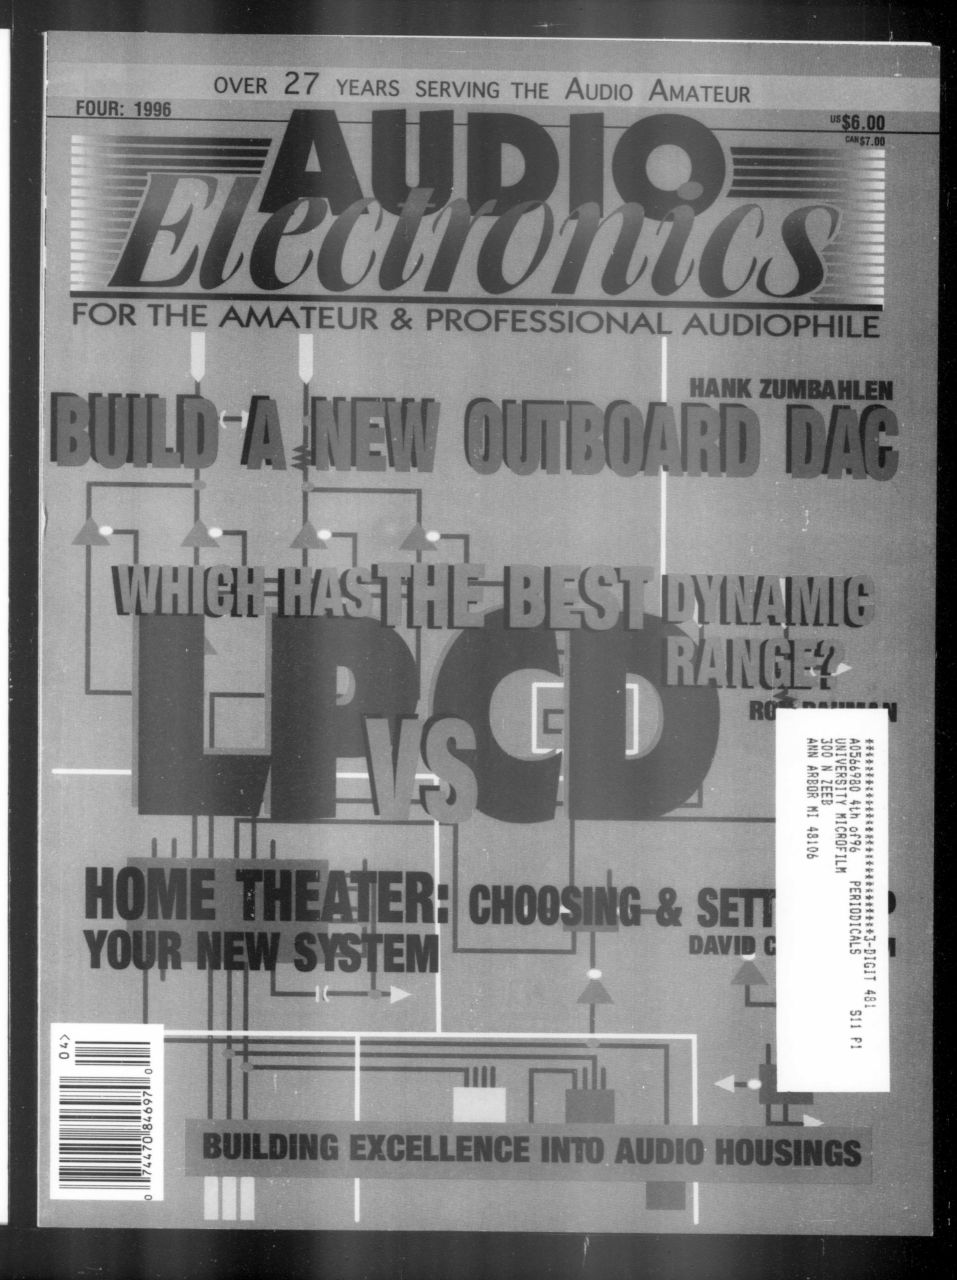 OVER 27 YEARS SERVING THE AUDIO AMATEUR
FOUR: 1996
US $6.00
CAN $7.00
AUDIO
Electronics
FOR THE AMATEUR & PROFESSIONAL AUDIOPHILE
HANK ZUMBAHLEN
BUILD A NEW OUTBOARD DAC
WHICH HAS THE BEST DYNAMIC
RANGE?
LP VS CD
HOME THEATER: CHOOSING &
YOUR NEW SYSTEM
DAVID
******************************3-DIGIT 481
A0566980 4th of96 PERIODICALS S11 P1
UNIVERSITY MICROFILM
300 N ZEEB
ANN ARBOR MI 48106
04>
0 74470 84697 0
BUILDING EXCELLENCE INTO AUDIO HOUSINGS